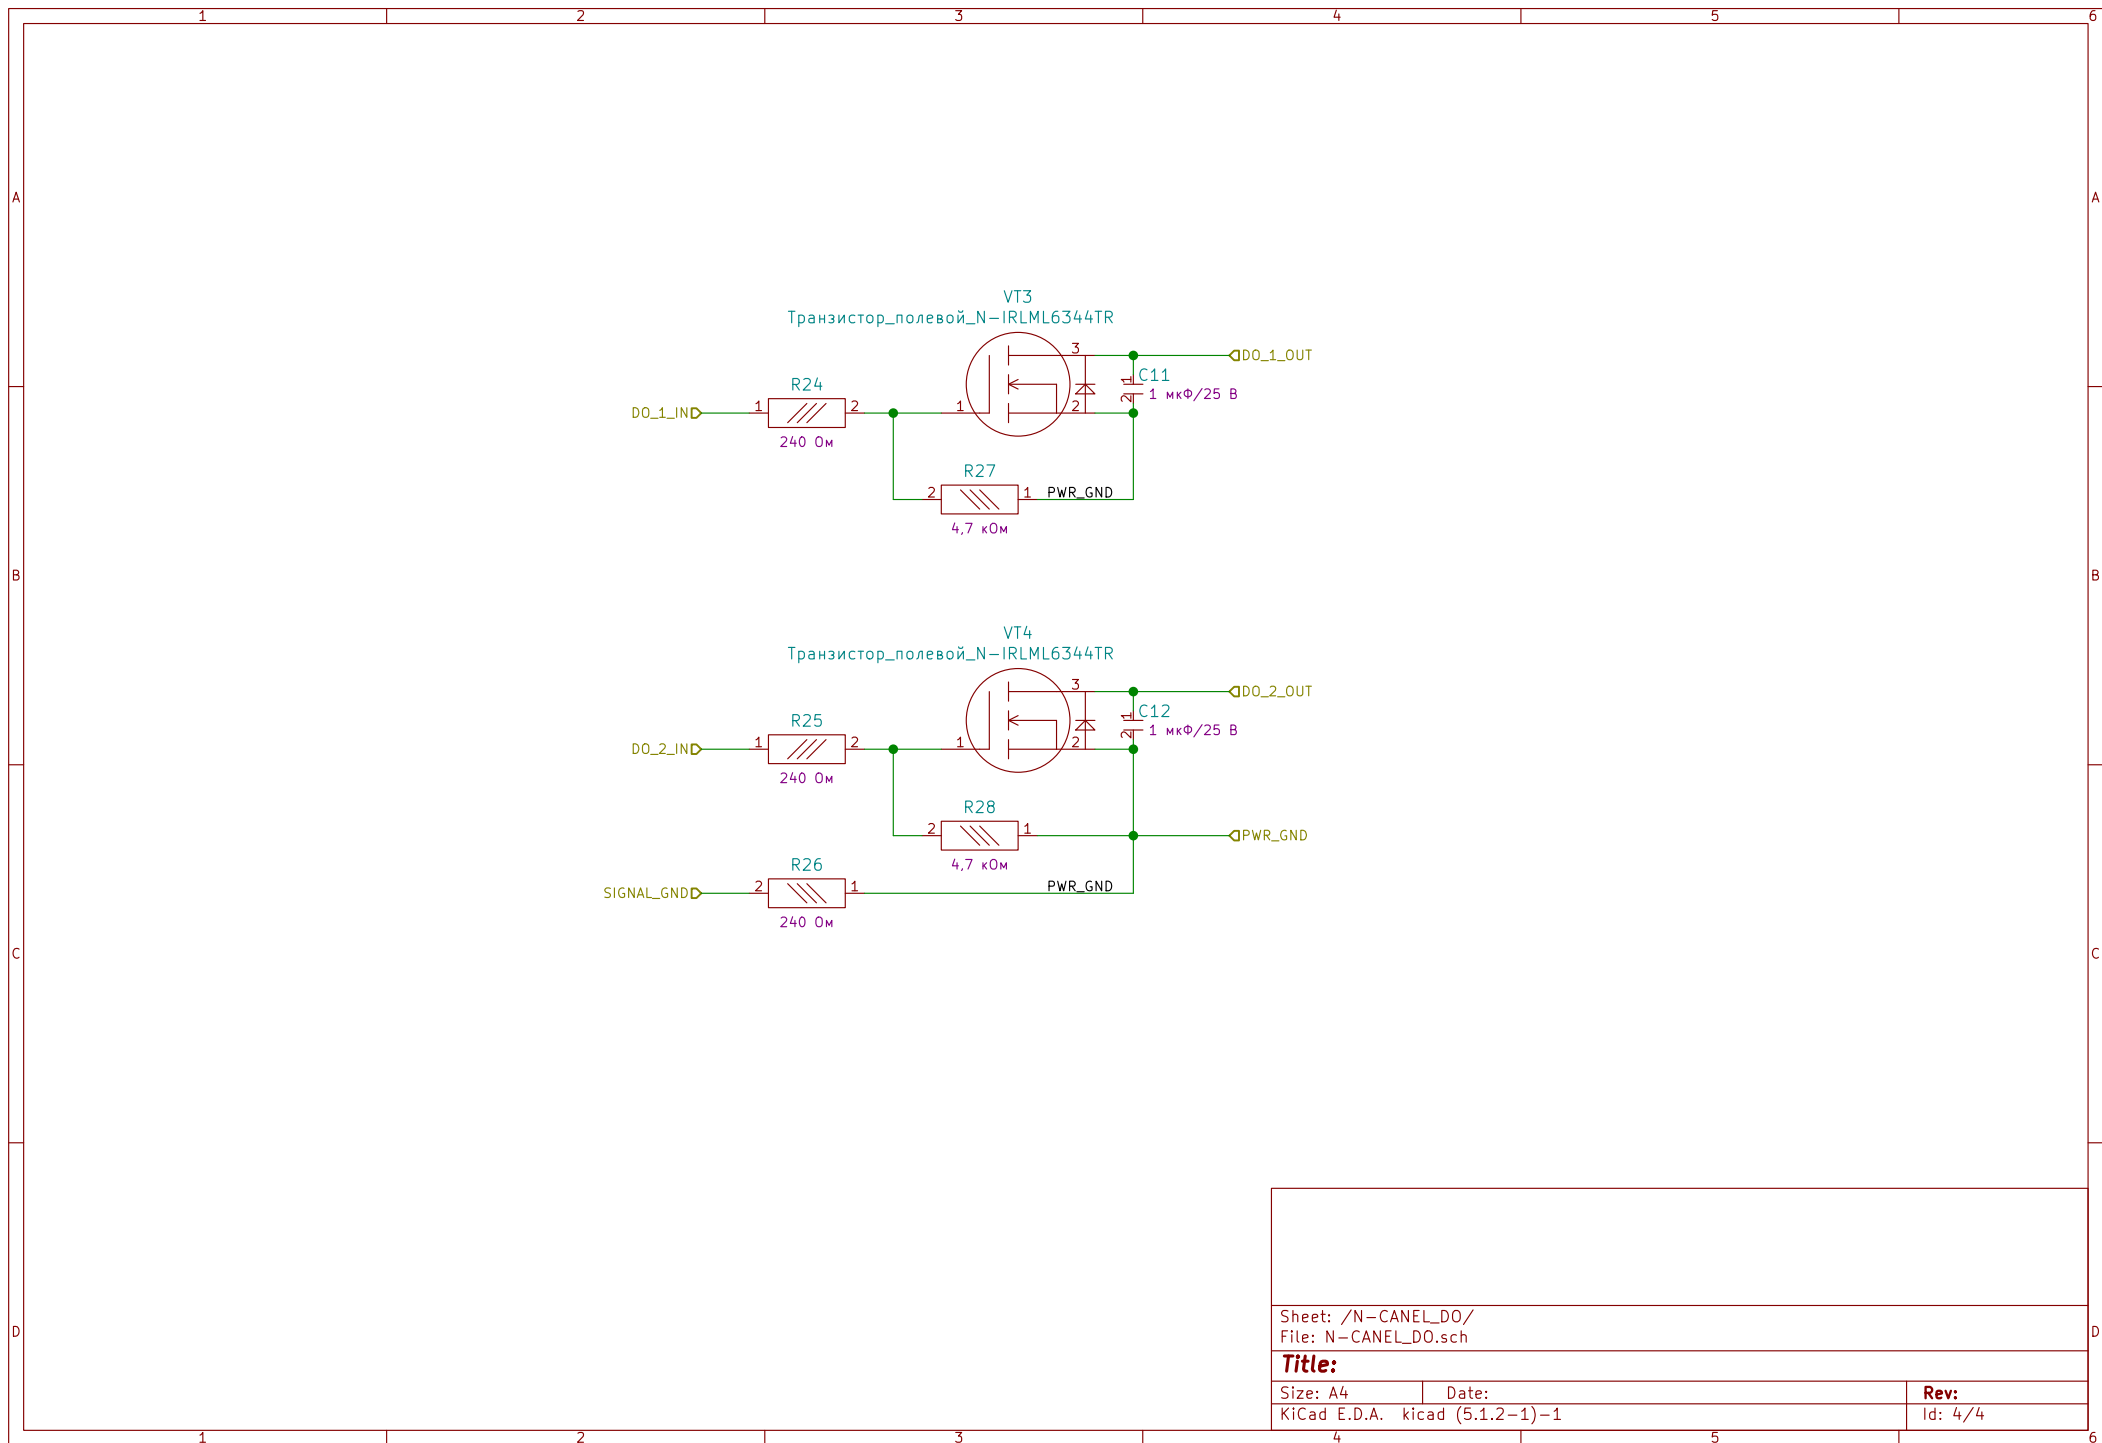 1 2 3 4 5 6
A A
VT3
Транзистор_полевой_N-IRLML6344TR
3 DO_1_OUT
R24 1 C11
1 мкФ/25 В
DO_1_IN 1 2 1 2 2
240 Ом
R27
2 1 PWR_GND
4,7 кОм
B B
VT4
Транзистор_полевой_N-IRLML6344TR
3 DO_2_OUT
R25 1 C12
1 мкФ/25 В
DO_2_IN 1 2 1 2 2
240 Ом
R28
2 1 PWR_GND
4,7 кОм
R26
SIGNAL_GND 2 1 PWR_GND
240 Ом
C C
Sheet: /N-CANEL_DO/
File: N-CANEL_DO.sch
D D
Title:
Size: A4 Date: Rev:
KiCad E.D.A. kicad (5.1.2-1)-1 Id: 4/4
1 2 3 4 5 6